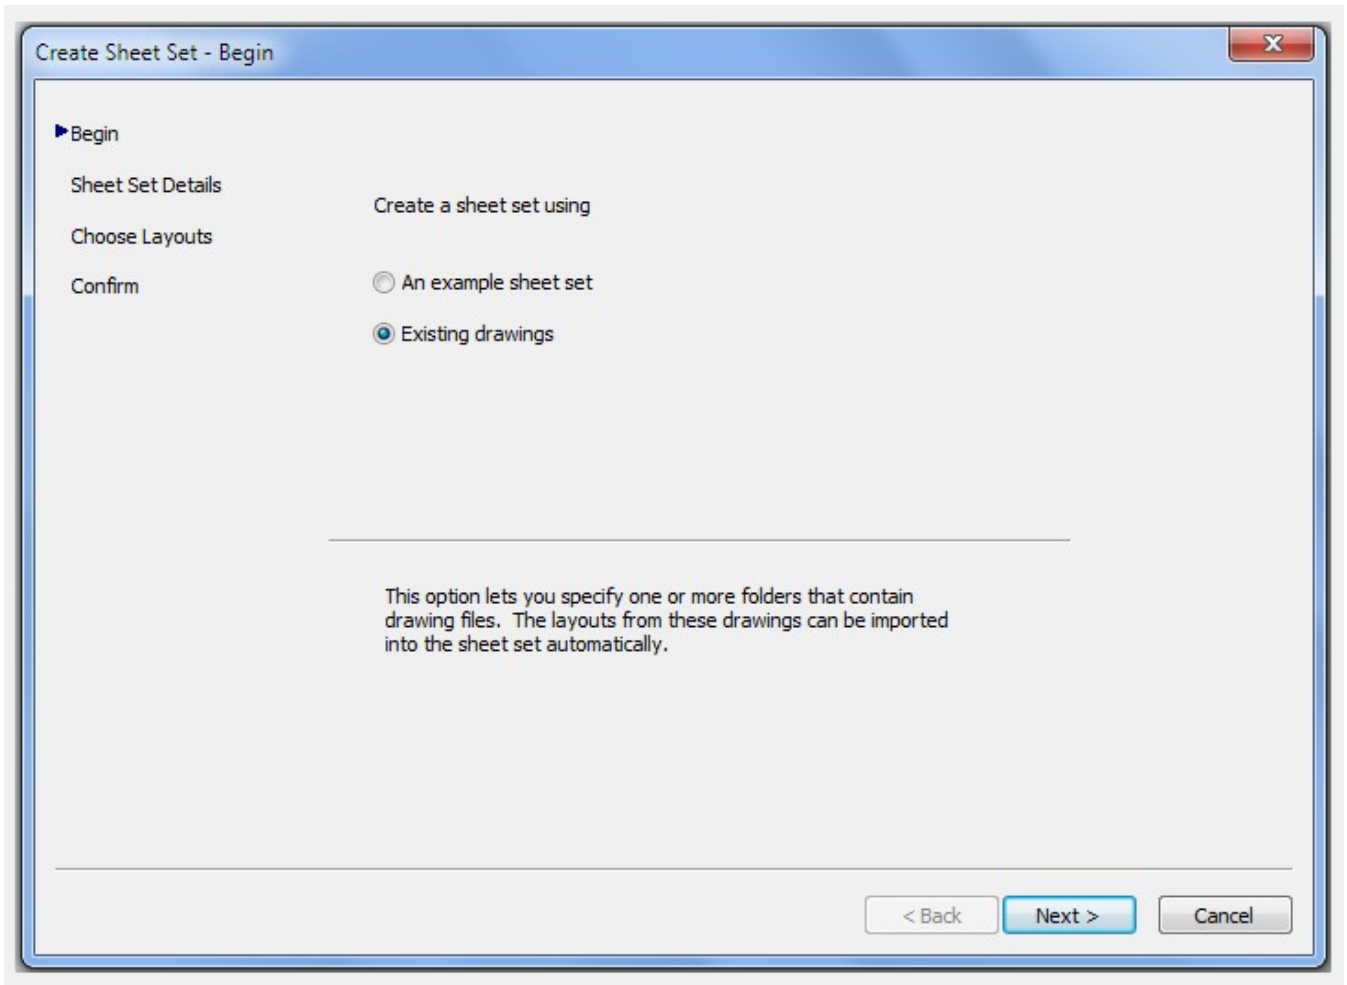 Create Sheet Set - Begin
Begin
Sheet Set Details
Choose Layouts
Confirm
Create a sheet set using
An example sheet set
Existing drawings
This option lets you specify one or more folders that contain
drawing files.  The layouts from these drawings can be imported
into the sheet set automatically.
< Back
Next >
Cancel